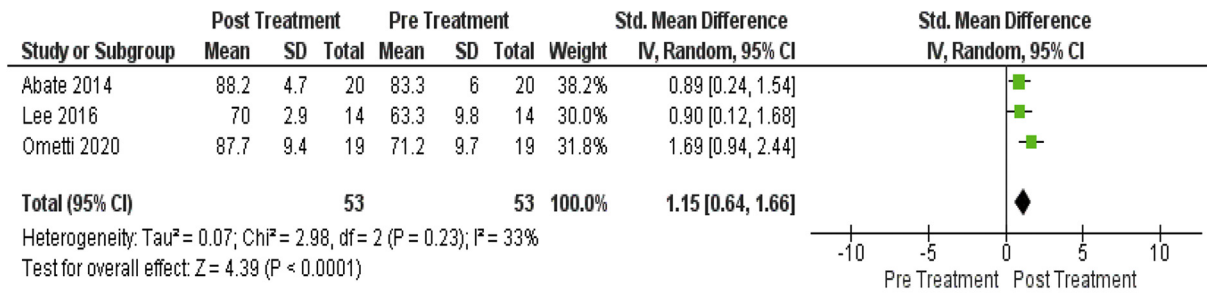 Post Treatment Pre Treatment Std. Mean Difference Std. Mean Difference
Study or Subgroup Mean SD Total Mean SD Total Weight IV, Random, 95% CI IV, Random, 95% CI
Abate 2014 88.2 4.7 20 83.3 6 20 38.2% 0.89 [0.24, 1.54]
Lee 2016 70 2.9 14 63.3 9.8 14 30.0% 0.90 [0.12, 1.68]
Ometti 2020 87.7 9.4 19 71.2 9.7 19 31.8% 1.69 [0.94, 2.44]
Total (95% CI) 53 53 100.0% 1.15 [0.64, 1.66]
Heterogeneity: Tau² = 0.07; Chi² = 2.98, df = 2 (P = 0.23); I² = 33%
Test for overall effect: Z = 4.39 (P < 0.0001)
-10 -5 0 5 10
Pre Treatment Post Treatment